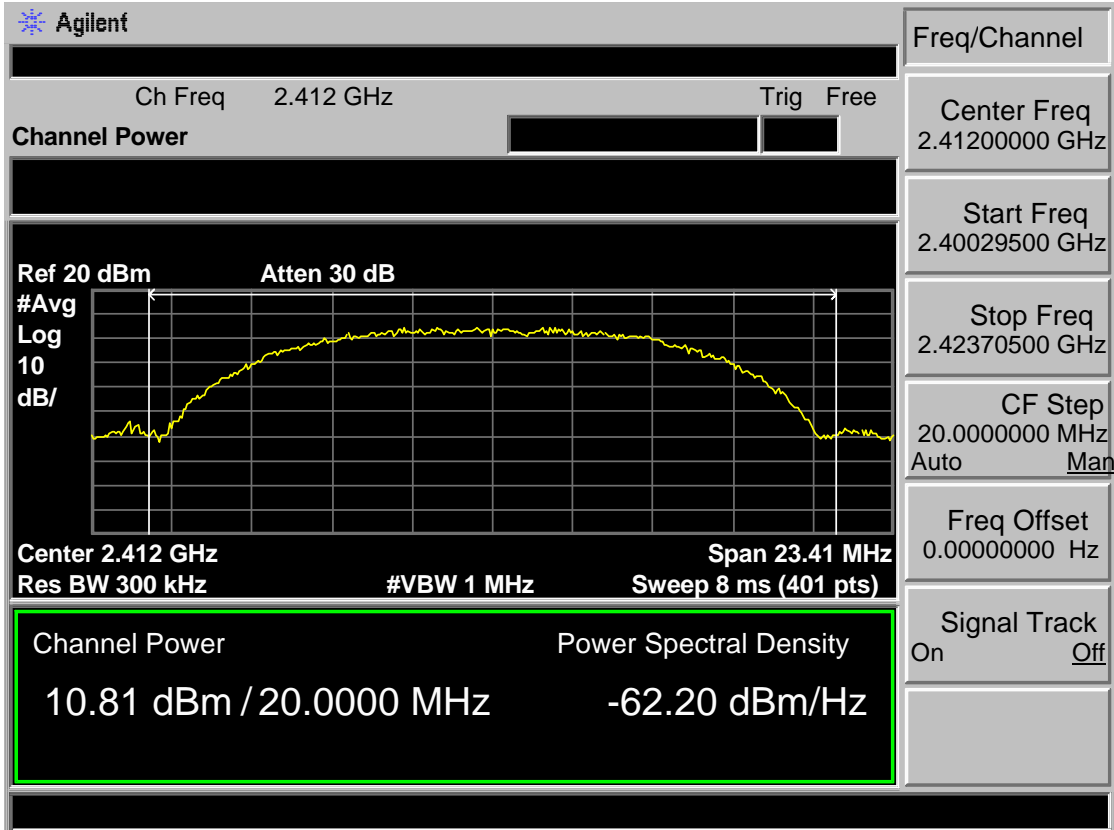 Agilent
Ch Freq 2.412 GHz Trig Free
Channel Power
Ref 20 dBm Atten 30 dB
#Avg
Log
10
dB/
Center 2.412 GHz Span 23.41 MHz
Res BW 300 kHz #VBW 1 MHz Sweep 8 ms (401 pts)
Channel Power Power Spectral Density
10.81 dBm / 20.0000 MHz -62.20 dBm/Hz
Freq/Channel
Center Freq
2.41200000 GHz
Start Freq
2.40029500 GHz
Stop Freq
2.42370500 GHz
CF Step
20.0000000 MHz
Auto Man
Freq Offset
0.00000000 Hz
Signal Track
On Off